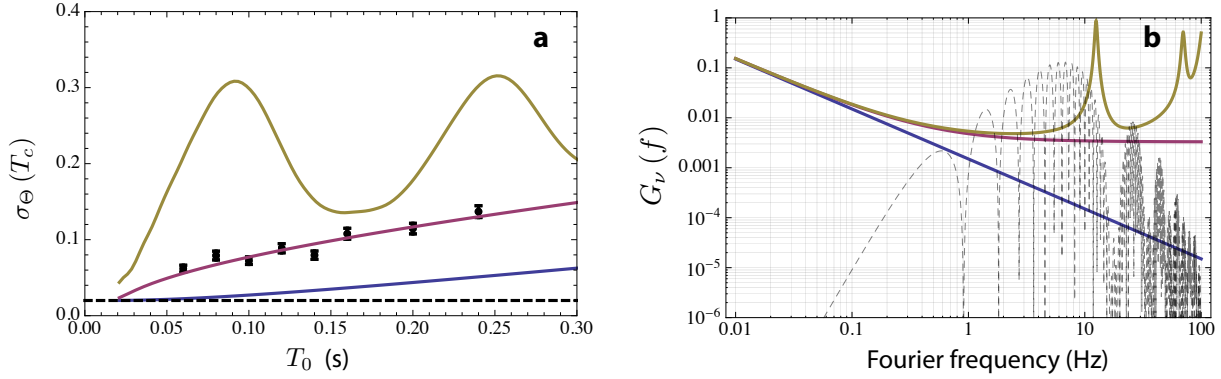 a
0.4
0.3
0.2
0.1
0.0
σ_Θ (T_c)
0.00 0.05 0.10 0.15 0.20 0.25 0.30
T_0 (s)
b
1
0.1
0.01
0.001
10^{-4}
10^{-5}
10^{-6}
G_ν (f)
0.01 0.1 1 10 100
Fourier frequency (Hz)